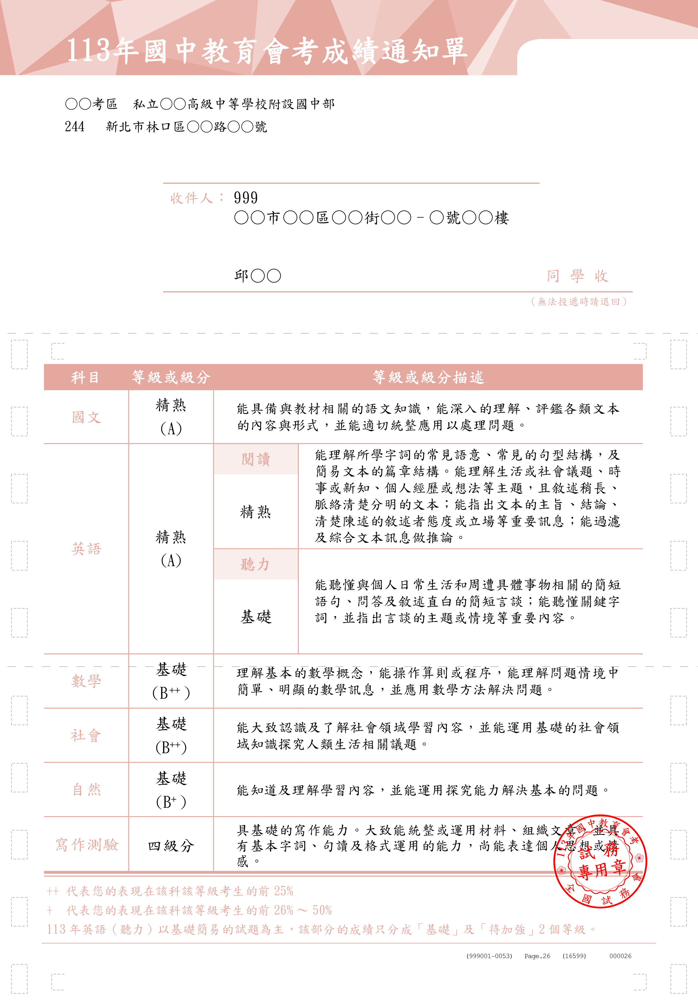 113年國中教育會考成績通知單
○○考區　私立○○高級中等學校附設國中部
244　新北市林口區○○路○○號
收件人：999
○○市○○區○○街○○－○號○○樓
邱○○　同學收
（無法投遞時請退回）
科目　等級或級分　等級或級分描述
國文
精熟
(A)
能具備與教材相關的語文知識，能深入的理解、評鑑各類文本
的內容與形式，並能適切統整應用以處理問題。
英語
精熟
(A)
閱讀
精熟
能理解所學字詞的常見語意、常見的句型結構，及
簡易文本的篇章結構。能理解生活或社會議題、時
事或新知、個人經歷或想法等主題，且敘述稍長、
脈絡清楚分明的文本；能指出文本的主旨、結論、
清楚陳述的敘述者態度或立場等重要訊息；能過濾
及綜合文本訊息做推論。
聽力
基礎
能聽懂與個人日常生活和周遭具體事物相關的簡短
語句、問答及敘述直白的簡短言談；能聽懂關鍵字
詞，並指出言談的主題或情境等重要內容。
數學
基礎
(B++)
理解基本的數學概念，能操作算則或程序，能理解問題情境中
簡單、明顯的數學訊息，並應用數學方法解決問題。
社會
基礎
(B++)
能大致認識及了解社會領域學習內容，並能運用基礎的社會領
域知識探究人類生活相關議題。
自然
基礎
(B+)
能知道及理解學習內容，並能運用探究能力解決基本的問題。
寫作測驗
四級分
具基礎的寫作能力。大致能統整或運用材料、組織文章，並具
有基本字詞、句讀及格式運用的能力，尚能表達個人思想或情
感。
113年國中教育會考
試務
專用章
全國試務會
++ 代表您的表現在該科該等級考生的前 25%
+ 代表您的表現在該科該等級考生的前 26%～50%
113 年英語（聽力）以基礎簡易的試題為主，該部分的成績只分成「基礎」及「待加強」2 個等級。
(999001-0053)　Page.26　(16599)　000026